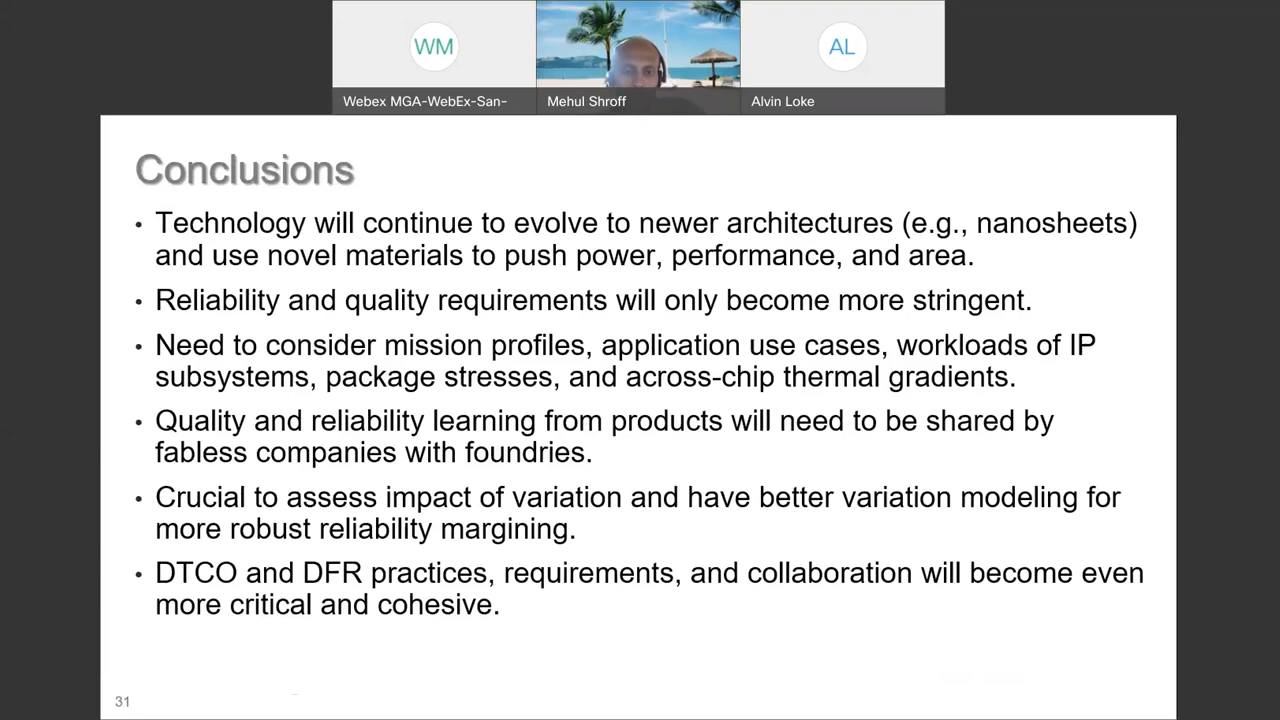 WM
AL
Webex MGA-WebEx-San-
Mehul Shroff
Alvin Loke
Conclusions
• Technology will continue to evolve to newer architectures (e.g., nanosheets)
and use novel materials to push power, performance, and area.
• Reliability and quality requirements will only become more stringent.
• Need to consider mission profiles, application use cases, workloads of IP
subsystems, package stresses, and across-chip thermal gradients.
• Quality and reliability learning from products will need to be shared by
fabless companies with foundries.
• Crucial to assess impact of variation and have better variation modeling for
more robust reliability margining.
• DTCO and DFR practices, requirements, and collaboration will become even
more critical and cohesive.
31